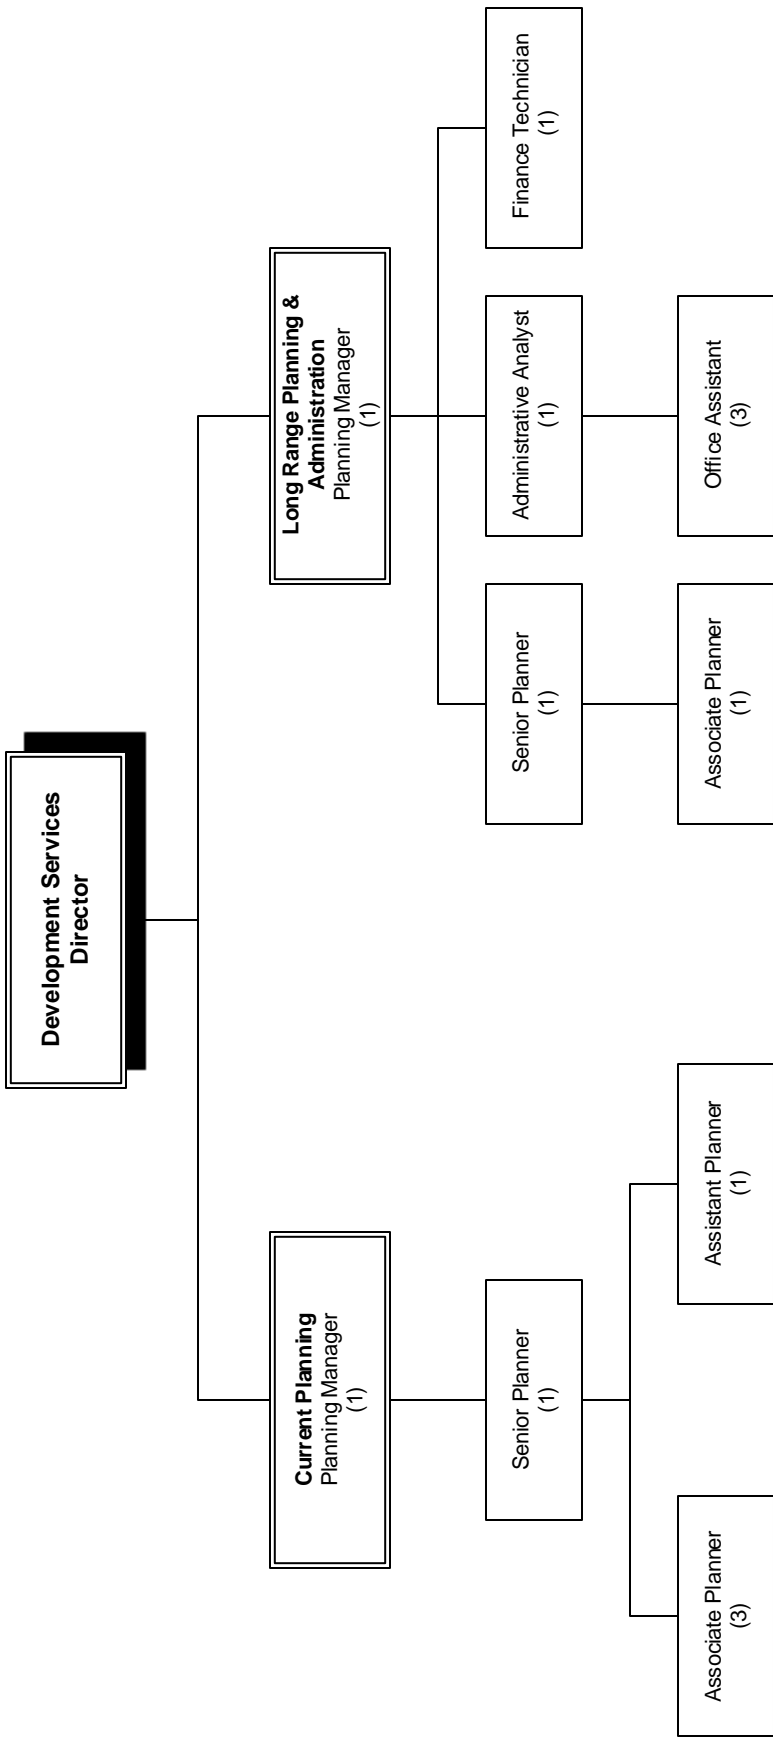 Development Services
Director
Current Planning
Planning Manager
(1)
Long Range Planning &
Administration
Planning Manager
(1)
Senior Planner
(1)
Senior Planner
(1)
Administrative Analyst
(1)
Finance Technician
(1)
Associate Planner
(3)
Assistant Planner
(1)
Associate Planner
(1)
Office Assistant
(3)